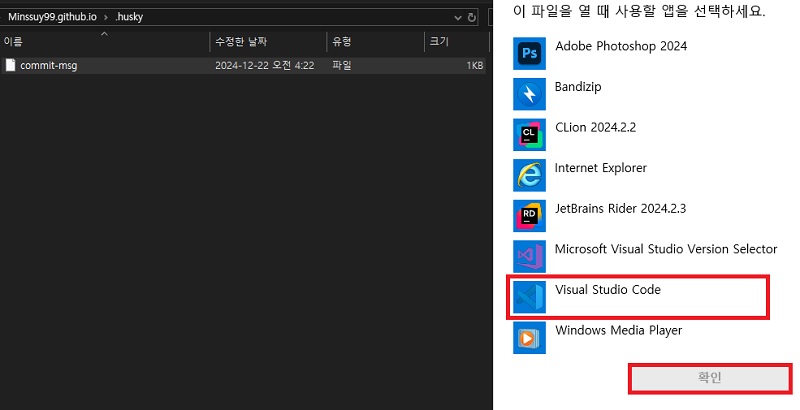 Minssuy99.github.io > .husky
이름 수정한 날짜 유형 크기
commit-msg 2024-12-22 오전 4:22 파일 1KB
이 파일을 열 때 사용할 앱을 선택하세요.
Ps Adobe Photoshop 2024
Bandizip
CL CLion 2024.2.2
Internet Explorer
RD JetBrains Rider 2024.2.3
Microsoft Visual Studio Version Selector
Visual Studio Code
Windows Media Player
확인